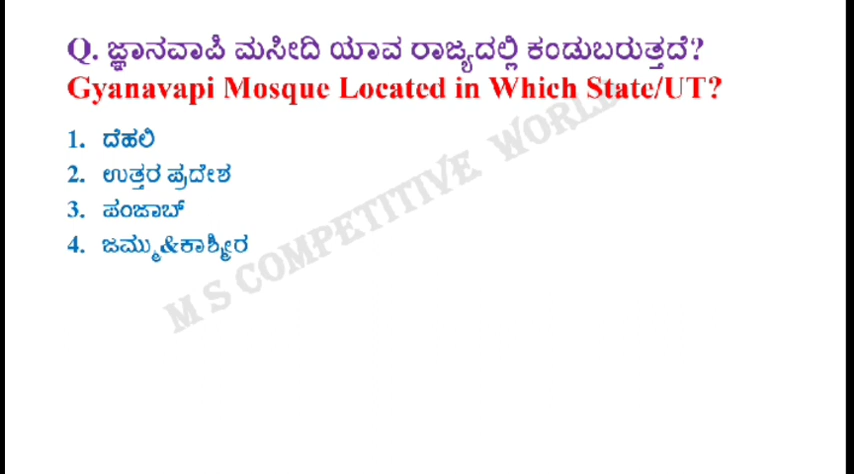 Q. ಜ್ಞಾನವಾಪಿ ಮಸೀದಿ ಯಾವ ರಾಜ್ಯದಲ್ಲಿ ಕಂಡುಬರುತ್ತದೆ?
Gyanavapi Mosque Located in Which State/UT?
1. ದೆಹಲಿ
2. ಉತ್ತರ ಪ್ರದೇಶ
3. ಪಂಜಾಬ್
4. ಜಮ್ಮು&ಕಾಶ್ಮೀರ
M S COMPETITIVE WORLD